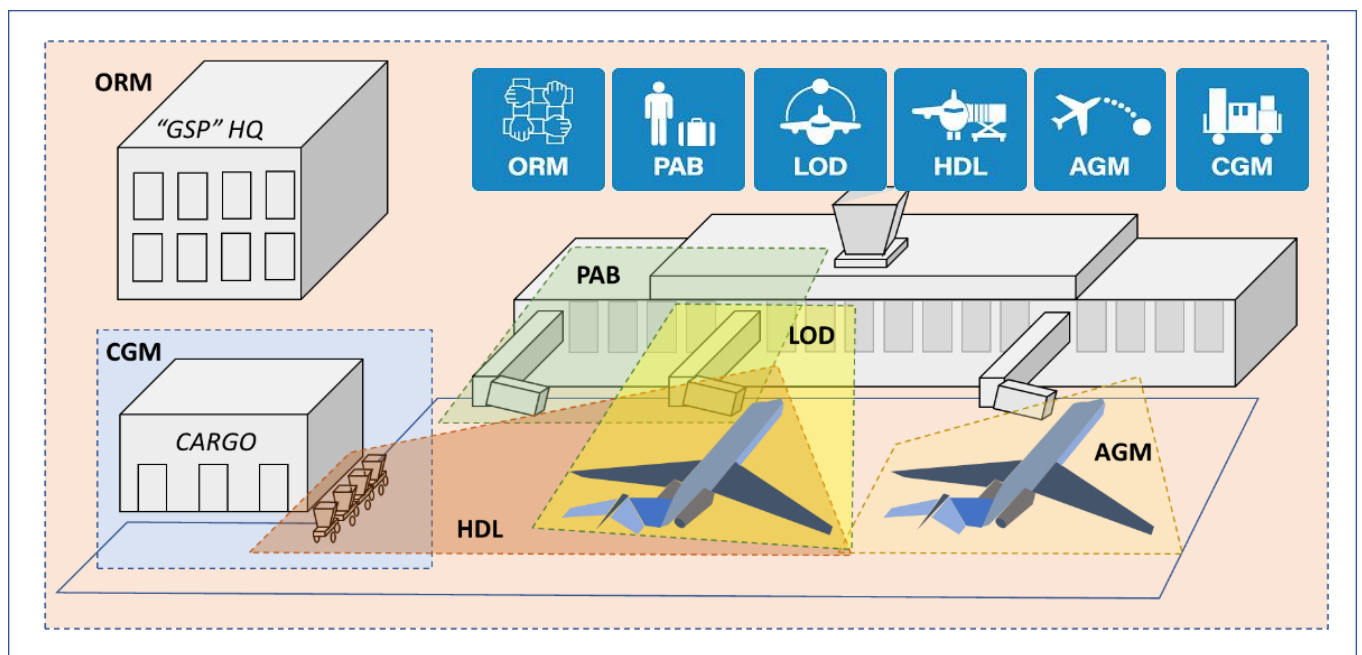 ORM
“GSP” HQ
ORM
PAB
LOD
HDL
AGM
CGM
PAB
LOD
CGM
CARGO
AGM
HDL